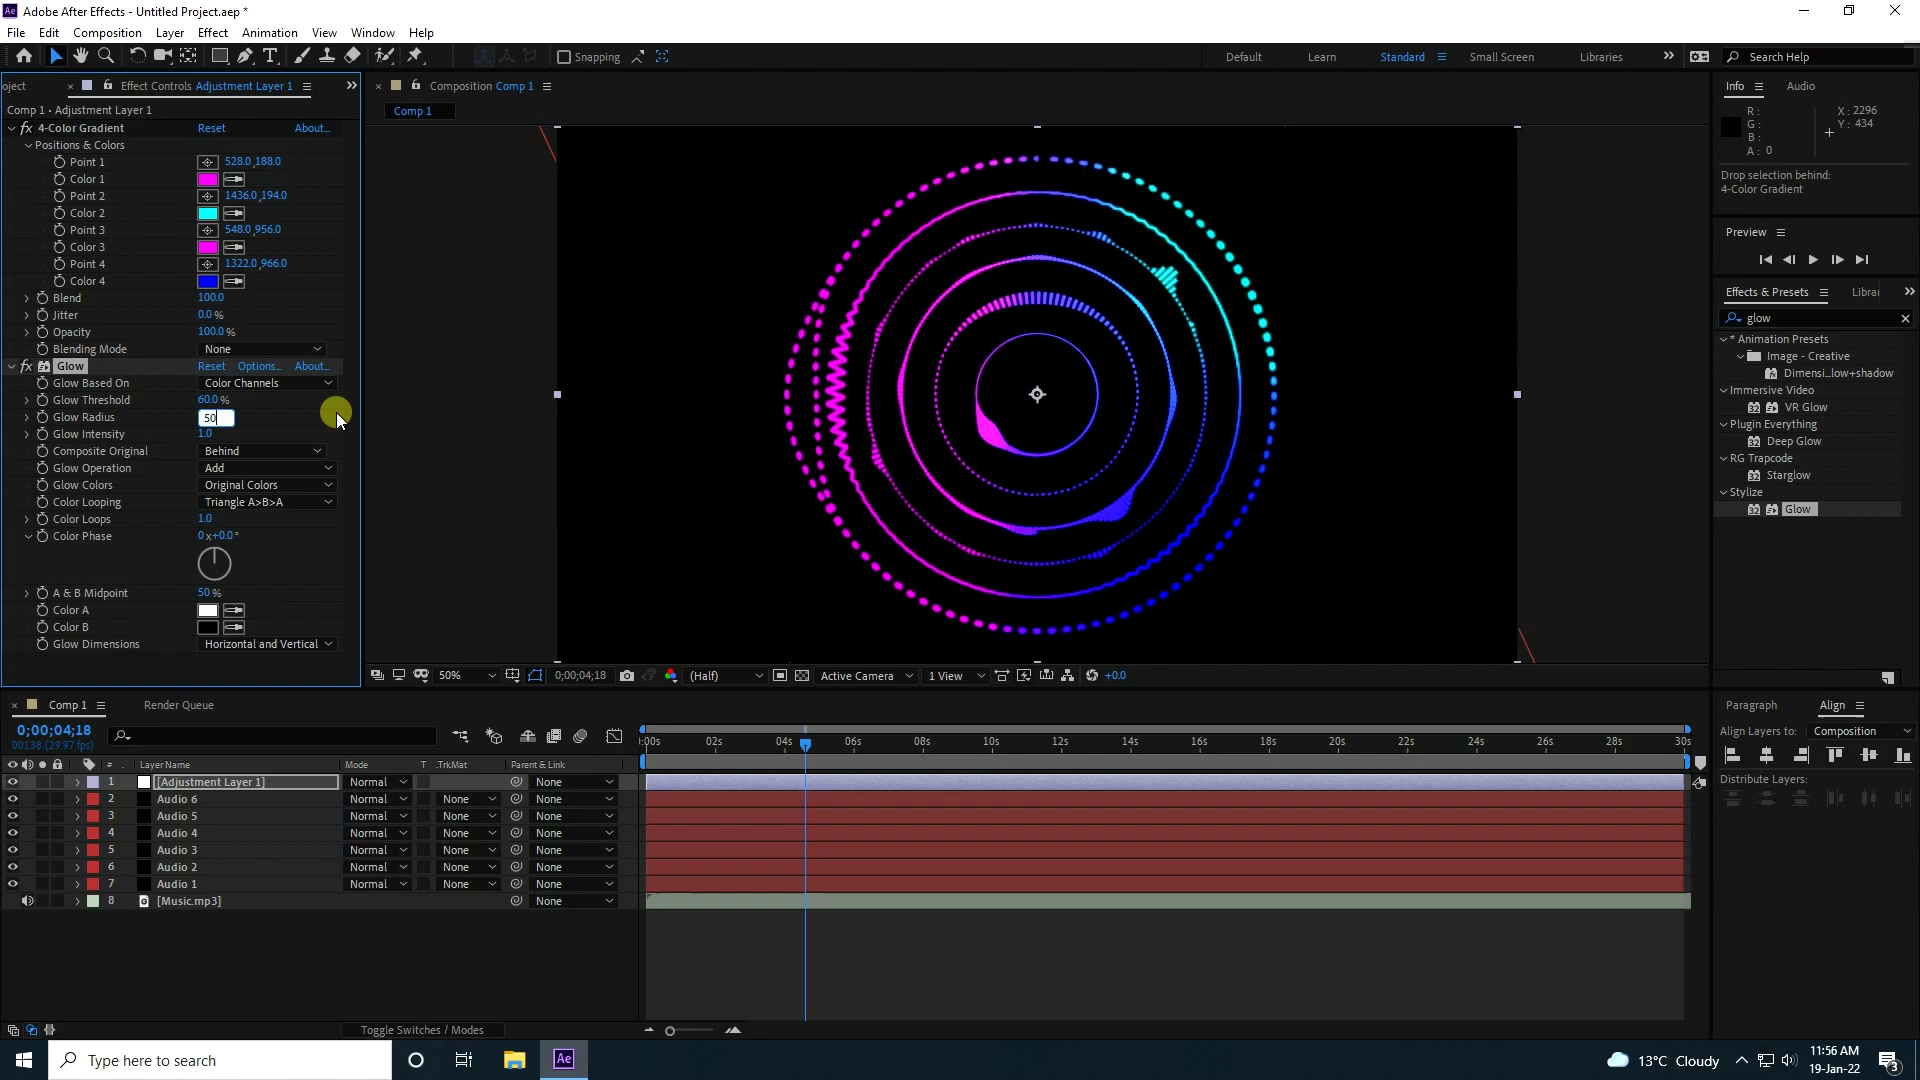 Adobe After Effects - Untitled Project.aep *
File Edit Composition Layer Effect Animation View Window Help
Snapping
Default Learn Standard Small Screen Libraries Search Help
oject Effect Controls Adjustment Layer 1
Comp 1 • Adjustment Layer 1
fx 4-Color Gradient Reset About...
Positions & Colors
Point 1 528.0,188.0
Color 1
Point 2 1436.0,194.0
Color 2
Point 3 548.0,956.0
Color 3
Point 4 1322.0,966.0
Color 4
Blend 100.0
Jitter 0.0 %
Opacity 100.0 %
Blending Mode None
fx Glow Reset Options... About...
Glow Based On Color Channels
Glow Threshold 60.0 %
Glow Radius 50
Glow Intensity 1.0
Composite Original Behind
Glow Operation Add
Glow Colors Original Colors
Color Looping Triangle A>B>A
Color Loops 1.0
Color Phase 0 x+0.0 °
A & B Midpoint 50 %
Color A
Color B
Glow Dimensions Horizontal and Vertical
Composition Comp 1
Comp 1
50% 0;00;04;18 (Half) Active Camera 1 View +0.0
Info Audio
R: X: 2296
G: Y: 434
B:
A: 0
Drop selection behind:
4-Color Gradient
Preview
Effects & Presets Librar
glow
* Animation Presets
Image - Creative
Dimensi...low+shadow
Immersive Video
32 VR Glow
Plugin Everything
32 Deep Glow
RG Trapcode
32 Starglow
Stylize
32 Glow
Comp 1 Render Queue
0;00;04;18
00138 (29.97 fps)
# Layer Name Mode T .TrkMat Parent & Link
1 [Adjustment Layer 1] Normal None
2 Audio 6 Normal None None
3 Audio 5 Normal None None
4 Audio 4 Normal None None
5 Audio 3 Normal None None
6 Audio 2 Normal None None
7 Audio 1 Normal None None
8 [Music.mp3] None
:00s 02s 04s 06s 08s 10s 12s 14s 16s 18s 20s 22s 24s 26s 28s 30s
Toggle Switches / Modes
Paragraph Align
Align Layers to: Composition
Distribute Layers:
Type here to search
Ae
13°C Cloudy
11:56 AM
19-Jan-22
3